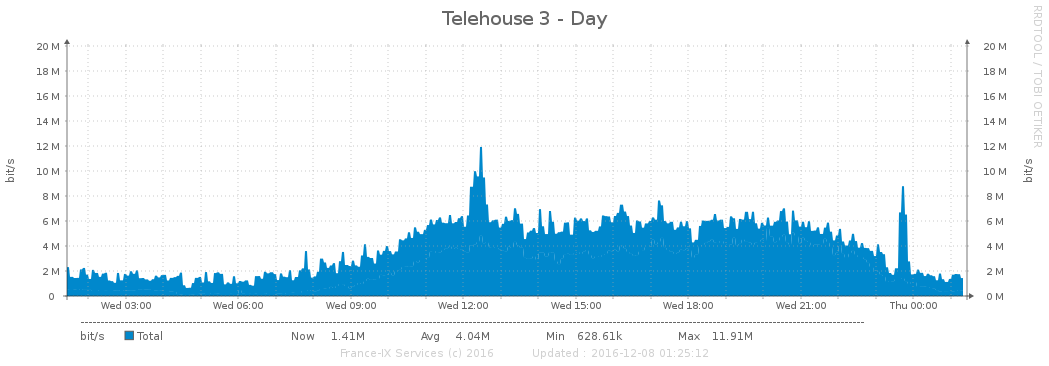 Telehouse 3 - Day
RRDTOOL / TOBI OETIKER
bit/s
bit/s
20 M 20 M
18 M 18 M
16 M 16 M
14 M 14 M
12 M 12 M
10 M 10 M
8 M 8 M
6 M 6 M
4 M 4 M
2 M 2 M
0 0 M
Wed 03:00 Wed 06:00 Wed 09:00 Wed 12:00 Wed 15:00 Wed 18:00 Wed 21:00 Thu 00:00
bit/s Total Now 1.41M Avg 4.04M Min 628.61k Max 11.91M
France-IX Services (c) 2016 Updated : 2016-12-08 01:25:12